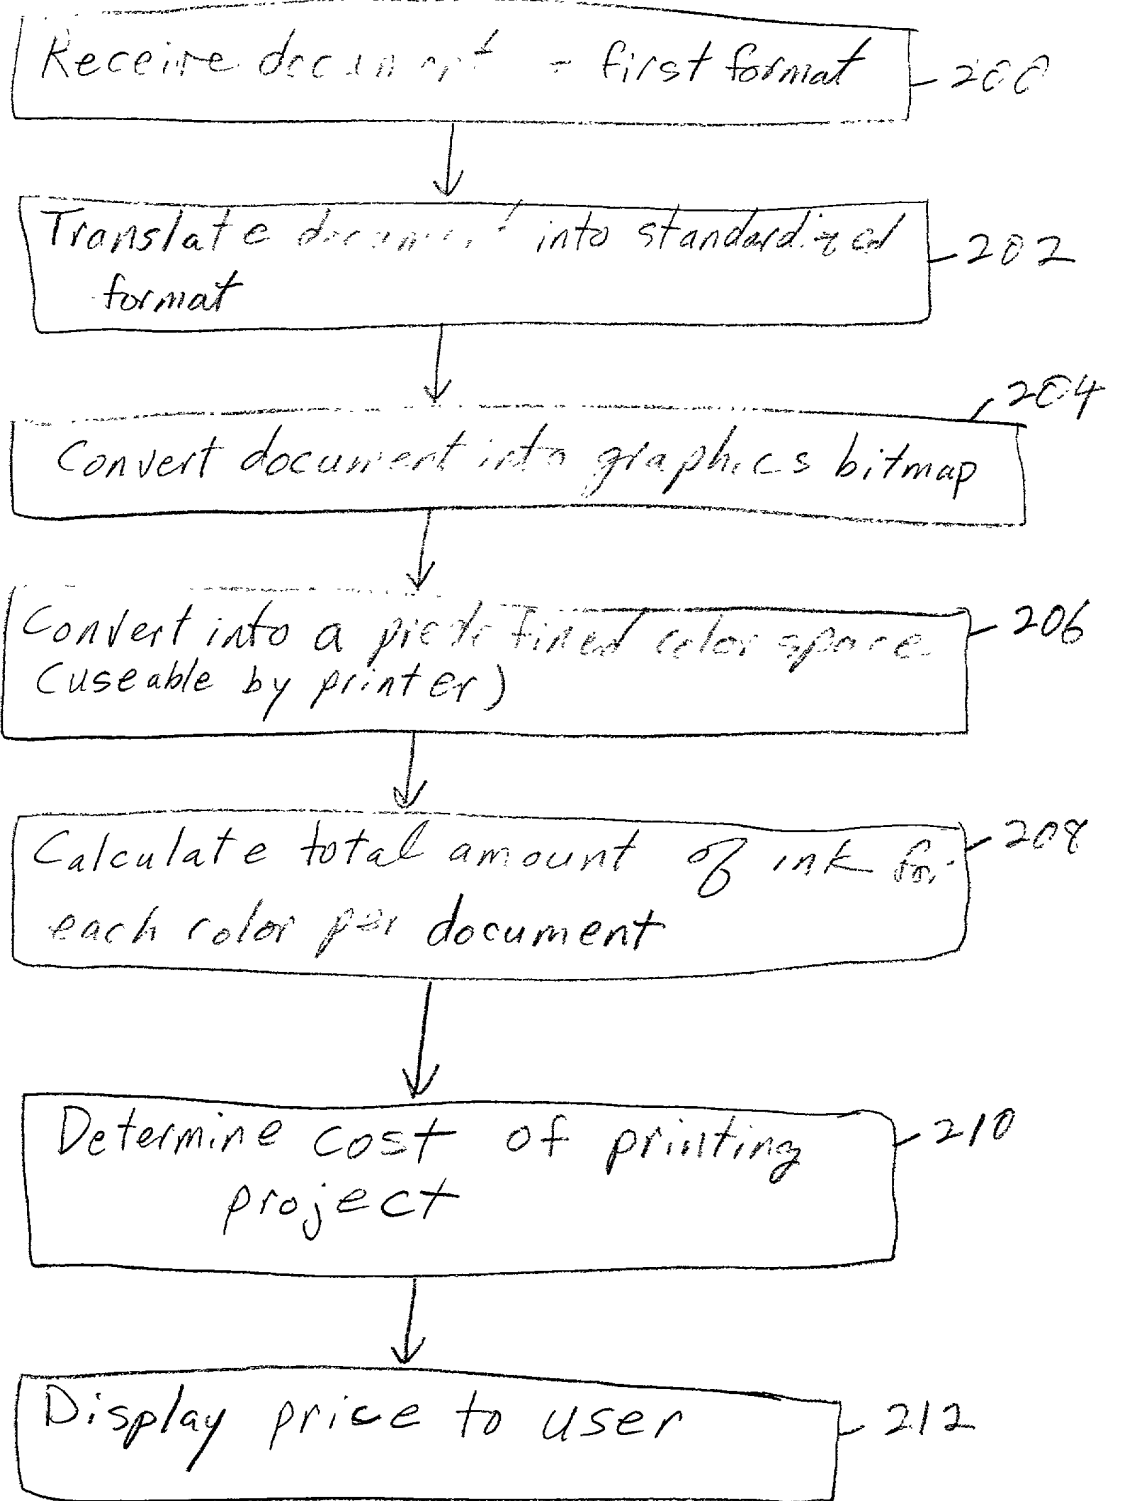 Receive document - first format
200
Translate document into standardized
format
202
204
Convert document into graphics bitmap
Convert into a predefined color space
(useable by printer)
206
Calculate total amount of ink for
each color per document
208
Determine cost of printing
project
210
Display price to user
212